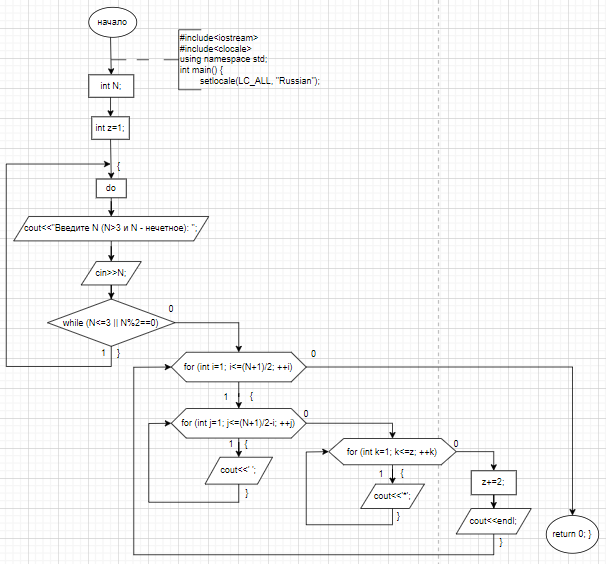 начало
#include<iostream>
#include<clocale>
using namespace std;
int main() {
setlocale(LC_ALL, "Russian");
int N;
int z=1;
{
do
cout<<"Введите N (N>3 и N - нечетное): ";
cin>>N;
0
while (N<=3 || N%2==0)
1 }
0
for (int i=1; i<=(N+1)/2; ++i)
1 {
0
for (int j=1; j<=(N+1)/2-i; ++j)
1 {
0
for (int k=1; k<=z; ++k)
cout<<' ';
1 {
z+=2;
}
cout<<'*';
}
cout<<endl;
}
return 0; }